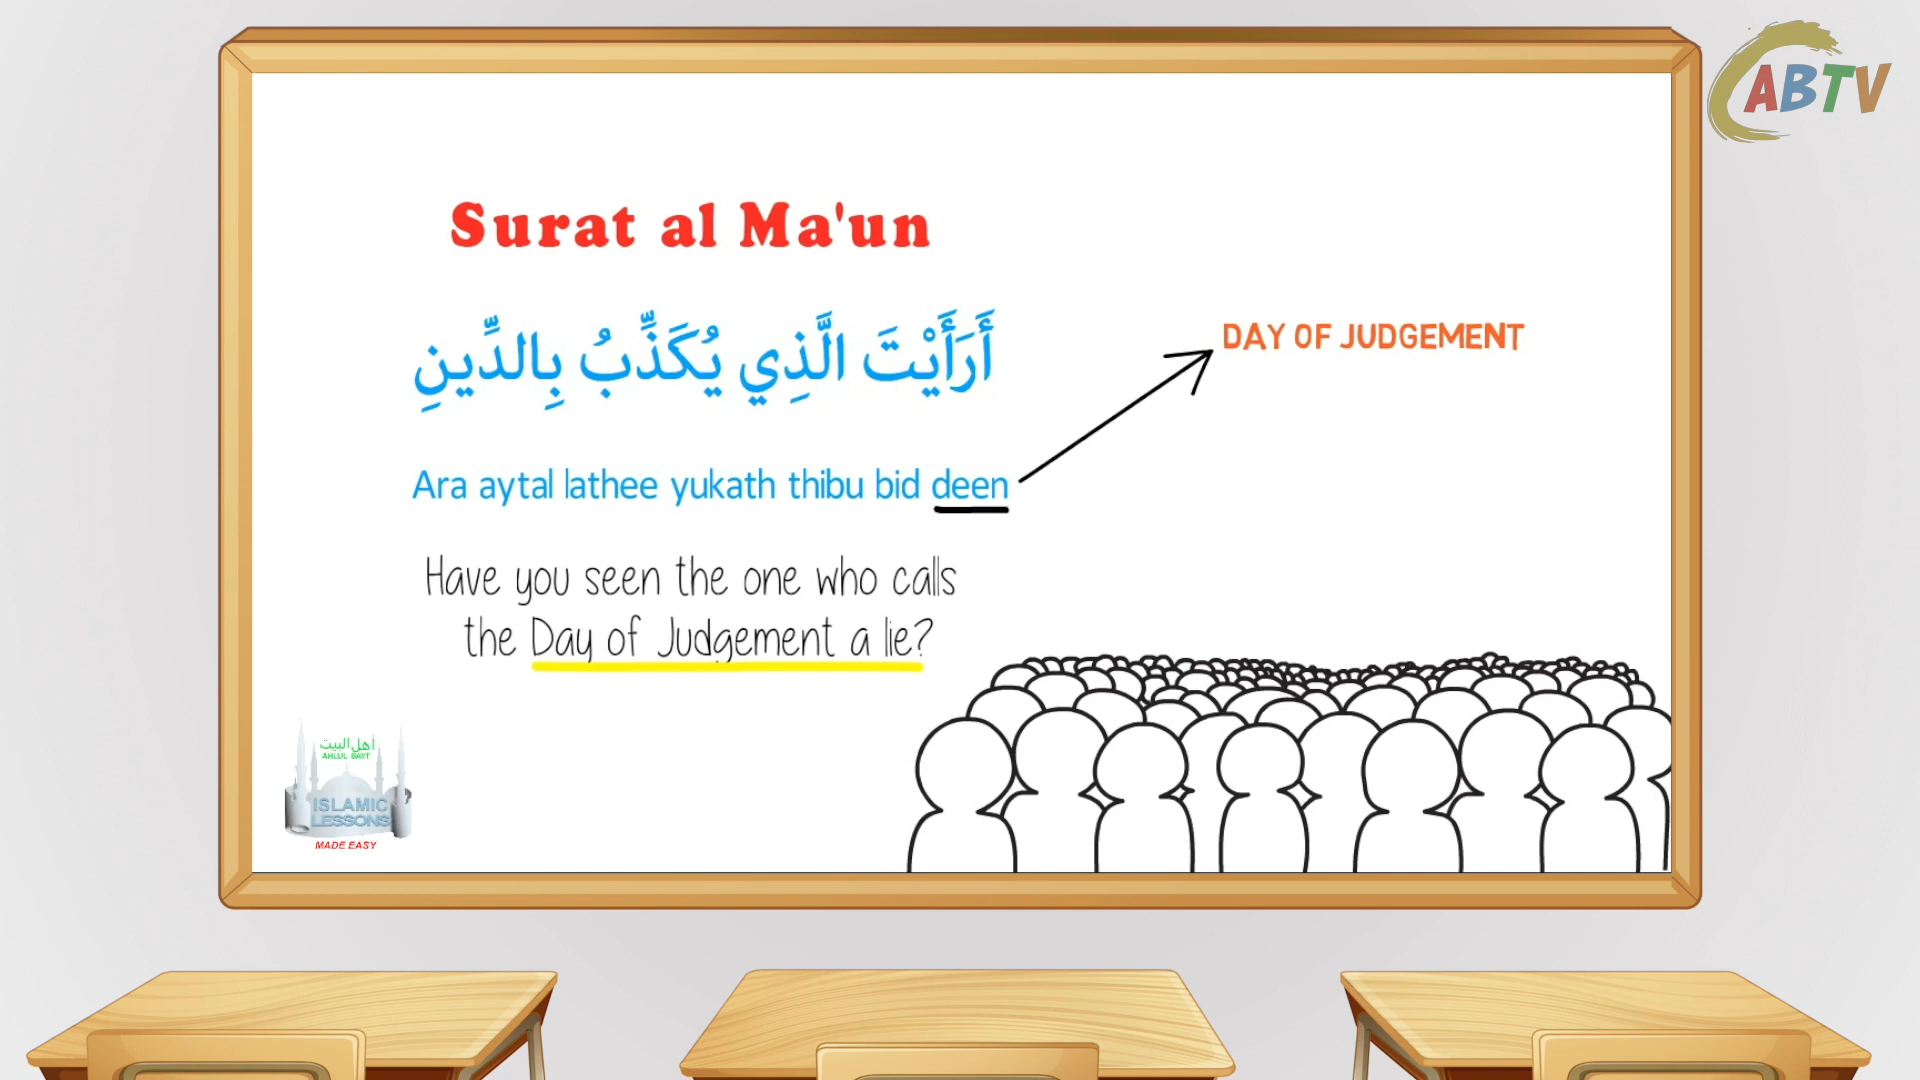 ABTV
Surat al Ma'un
أَرَأَيْتَ الَّذِي يُكَذِّبُ بِالدِّينِ
DAY OF JUDGEMENT
Ara aytal lathee yukath thibu bid deen
Have you seen the one who calls
the Day of Judgement a lie?
أهل البيت
AHLUL BAYT
ISLAMIC
LESSONS
MADE EASY